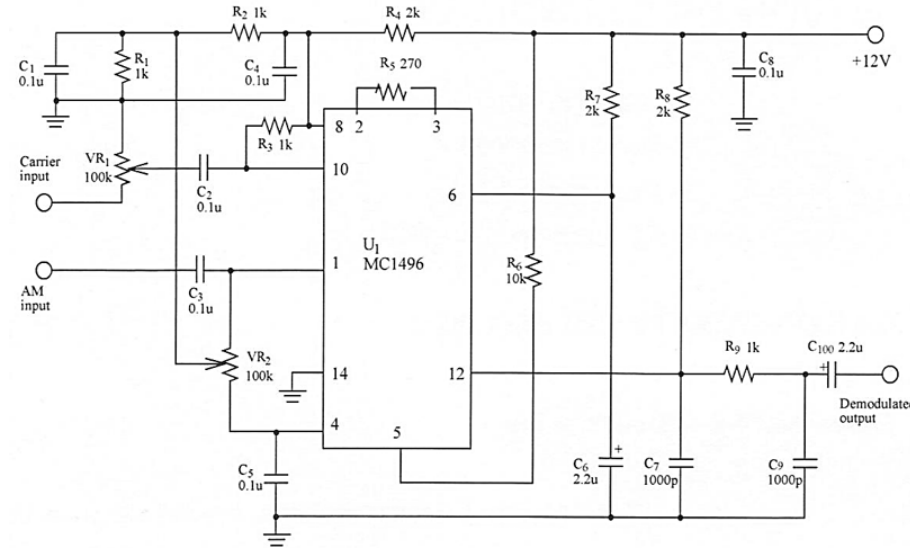 R2 1k
R4 2k
+12V
C1
0.1u
R1
1k
C4
0.1u
R5 270
C8
0.1u
R7
2k
R8
2k
8
2
3
R3 1k
Carrier
input
VR1
100k
C2
0.1u
10
6
U1
MC1496
R6
10k
AM
input
C3
0.1u
1
VR2
100k
14
12
R9 1k
C100 2.2u
+
Demodulated
output
4
5
C5
0.1u
C6
2.2u
+
C7
1000p
C9
1000p